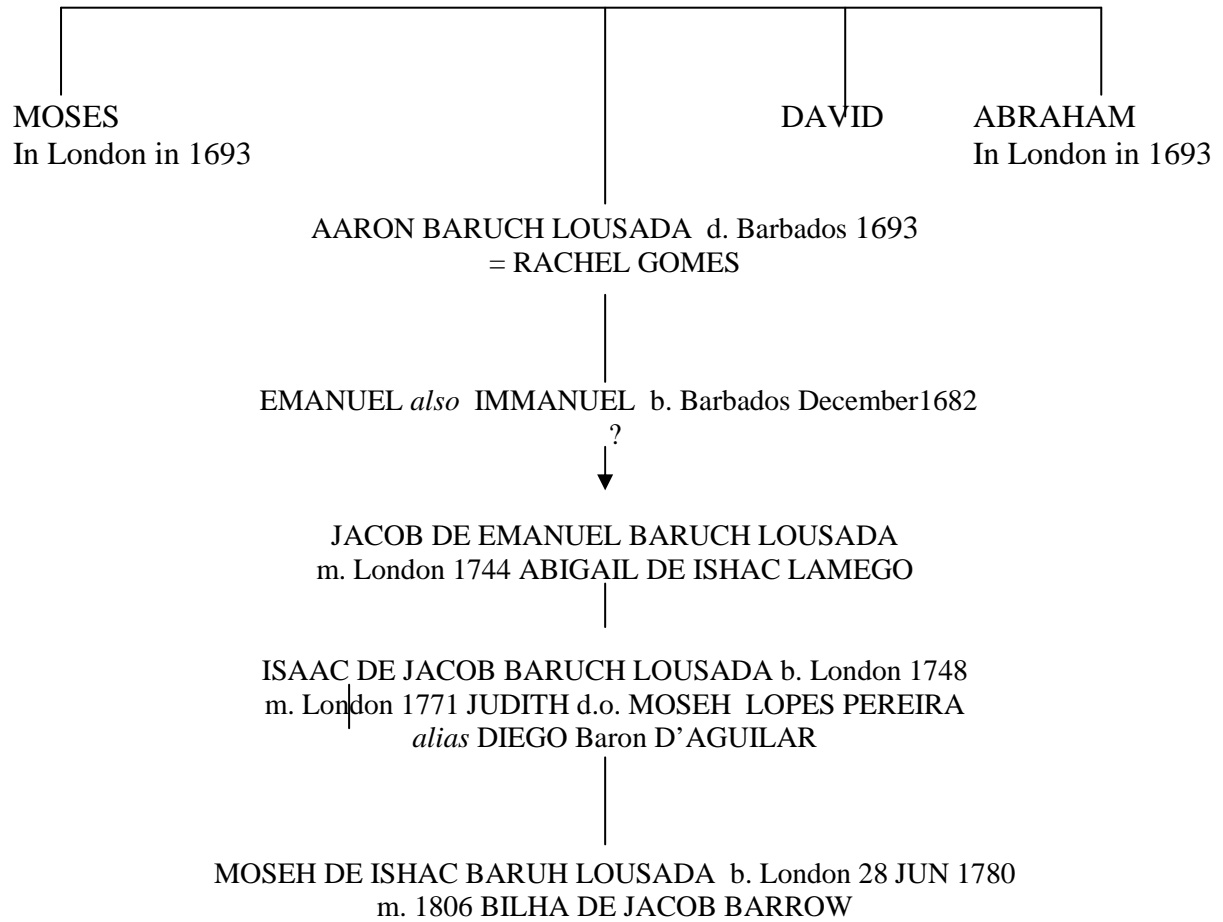 MOSES DAVID ABRAHAM
In London in 1693 In London in 1693
AARON BARUCH LOUSADA d. Barbados 1693
= RACHEL GOMES
EMANUEL also IMMANUEL b. Barbados December1682
?
JACOB DE EMANUEL BARUCH LOUSADA
m. London 1744 ABIGAIL DE ISHAC LAMEGO
ISAAC DE JACOB BARUCH LOUSADA b. London 1748
m. London 1771 JUDITH d.o. MOSEH LOPES PEREIRA
alias DIEGO Baron D’AGUILAR
MOSEH DE ISHAC BARUH LOUSADA b. London 28 JUN 1780
m. 1806 BILHA DE JACOB BARROW